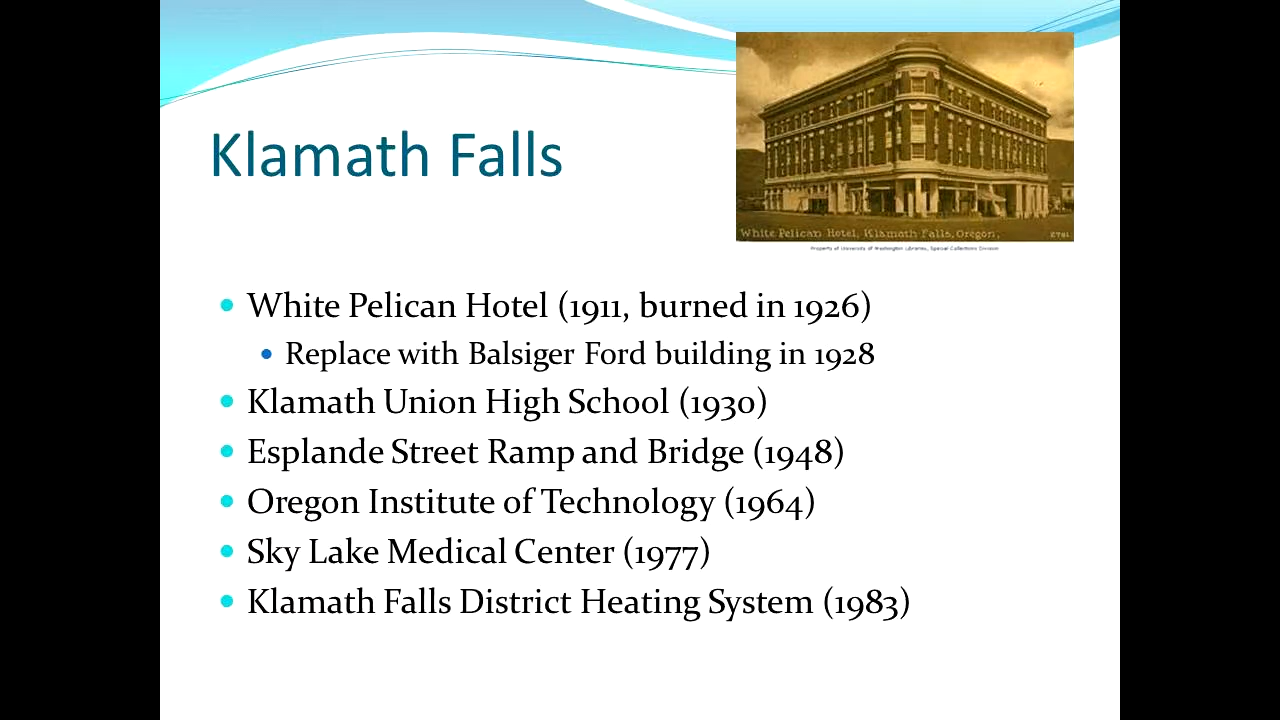 Klamath Falls
White Pelican Hotel, Klamath Falls, Oregon.
2781
Property of University of Washington Libraries, Special Collections Division
White Pelican Hotel (1911, burned in 1926)
Replace with Balsiger Ford building in 1928
Klamath Union High School (1930)
Esplande Street Ramp and Bridge (1948)
Oregon Institute of Technology (1964)
Sky Lake Medical Center (1977)
Klamath Falls District Heating System (1983)